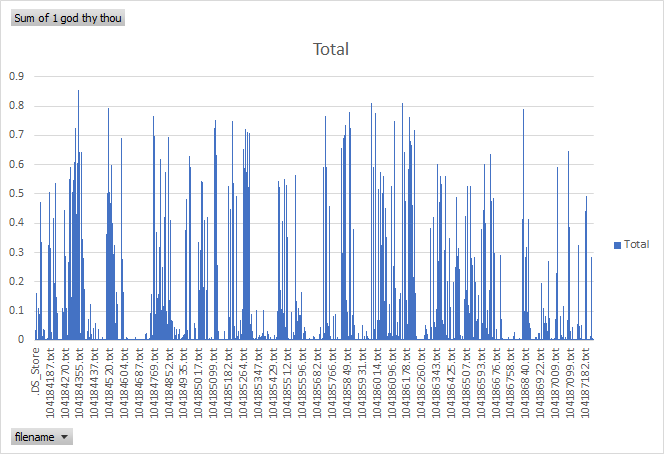 Sum of 1 god thy thou
Total
0.9
0.8
0.7
0.6
0.5
0.4
0.3
0.2
0.1
0
Total
.DS_Store
104184187.txt
104184270.txt
104184355.txt
104184437.txt
104184520.txt
104184604.txt
104184687.txt
104184769.txt
104184852.txt
104184935.txt
104185017.txt
104185099.txt
104185182.txt
104185264.txt
104185347.txt
104185429.txt
104185512.txt
104185596.txt
104185682.txt
104185766.txt
104185849.txt
104185931.txt
104186014.txt
104186096.txt
104186178.txt
104186260.txt
104186343.txt
104186425.txt
104186507.txt
104186593.txt
104186676.txt
104186758.txt
104186840.txt
104186922.txt
104187009.txt
104187099.txt
104187182.txt
filename